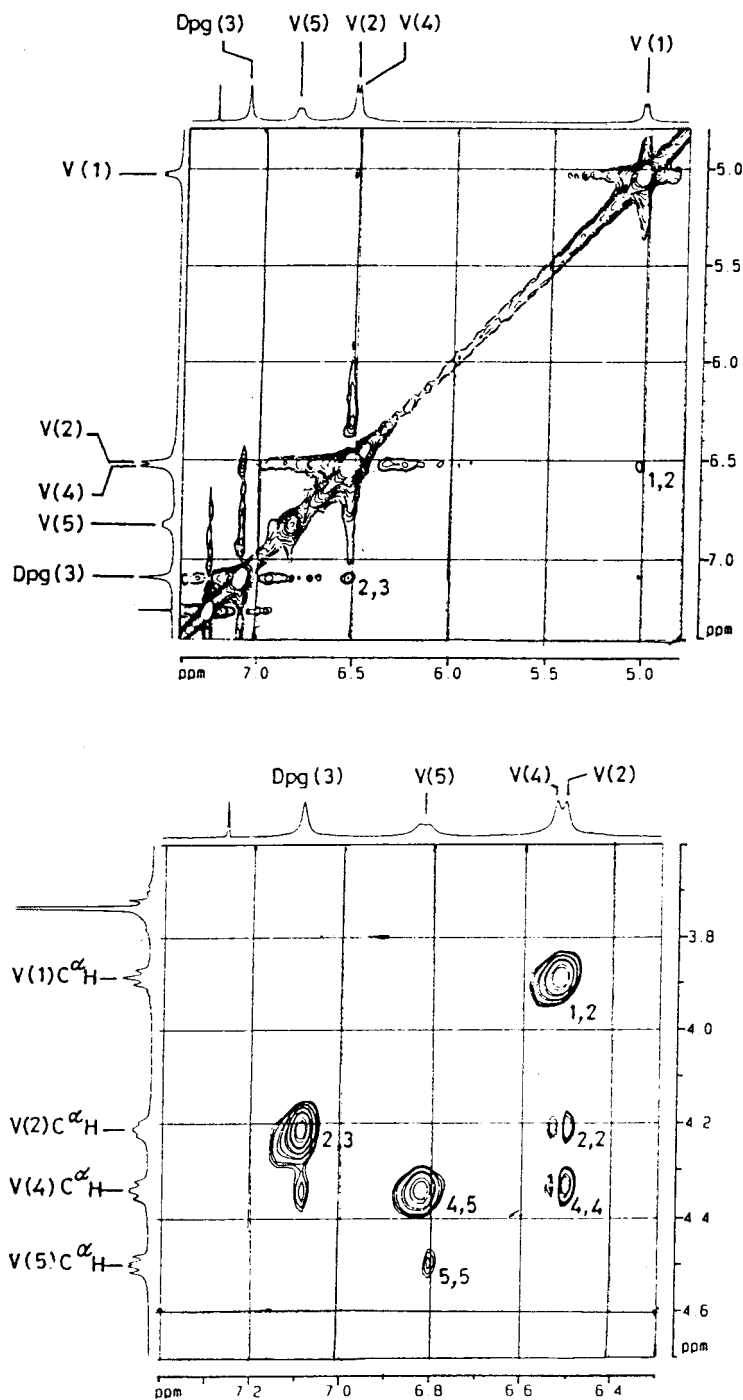 Dpg(3) V(5) V(2) V(4) V(1)
V(1)
V(2)
V(4)
V(5)
Dpg(3)
5.0
5.5
6.0
6.5
7.0
ppm
1,2
2,3
ppm 7.0 6.5 6.0 5.5 5.0
Dpg(3) V(5) V(4) V(2)
V(1)CᵅH
V(2)CᵅH
V(4)CᵅH
V(5)CᵅH
3.8
4.0
4.2
4.4
4.6
ppm
1,2
2,3
2,2
4,5
4,4
5,5
ppm 7.2 7.0 6.8 6.6 6.4